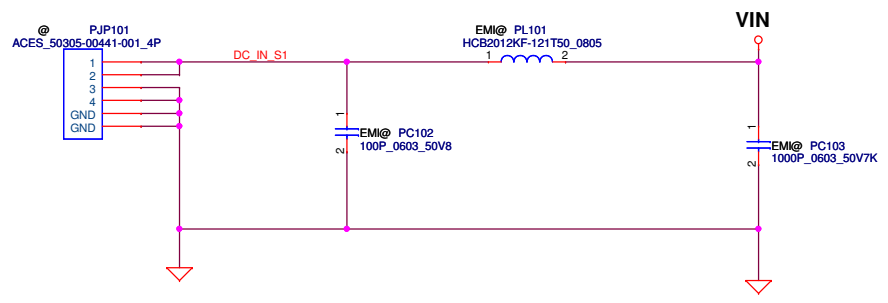 VIN
@ PJP101
ACES_50305-00441-001_4P
EMI@ PL101
HCB2012KF-121T50_0805
1
2
3
4
GND
GND
DC_IN_S1
1 2
1
2
EMI@ PC102
100P_0603_50V8
1
2
EMI@ PC103
1000P_0603_50V7K